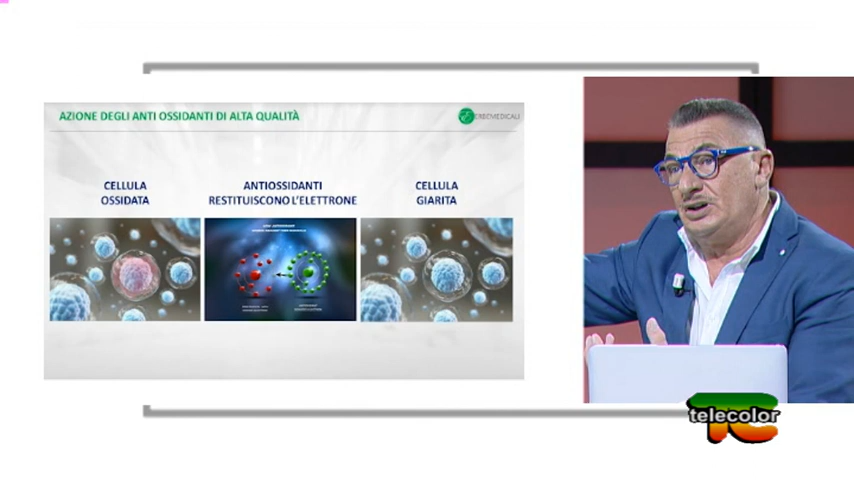 AZIONE DEGLI ANTI OSSIDANTI DI ALTA QUALITÀ
ERBEMEDICALI
CELLULA
OSSIDATA
ANTIOSSIDANTI
RESTITUISCONO L'ELETTRONE
CELLULA
GIARITA
telecolor